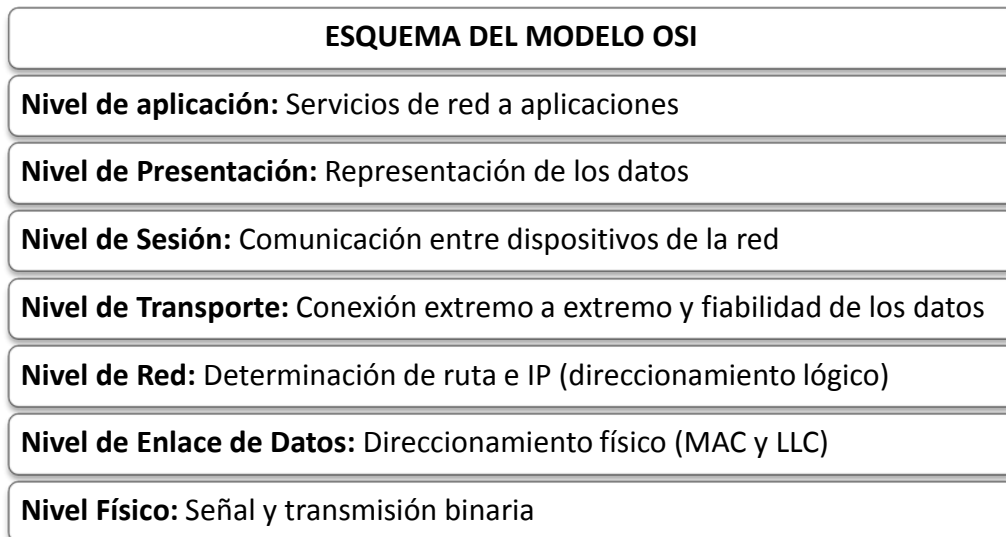 ESQUEMA DEL MODELO OSI
Nivel de aplicación: Servicios de red a aplicaciones
Nivel de Presentación: Representación de los datos
Nivel de Sesión: Comunicación entre dispositivos de la red
Nivel de Transporte: Conexión extremo a extremo y fiabilidad de los datos
Nivel de Red: Determinación de ruta e IP (direccionamiento lógico)
Nivel de Enlace de Datos: Direccionamiento físico (MAC y LLC)
Nivel Físico: Señal y transmisión binaria